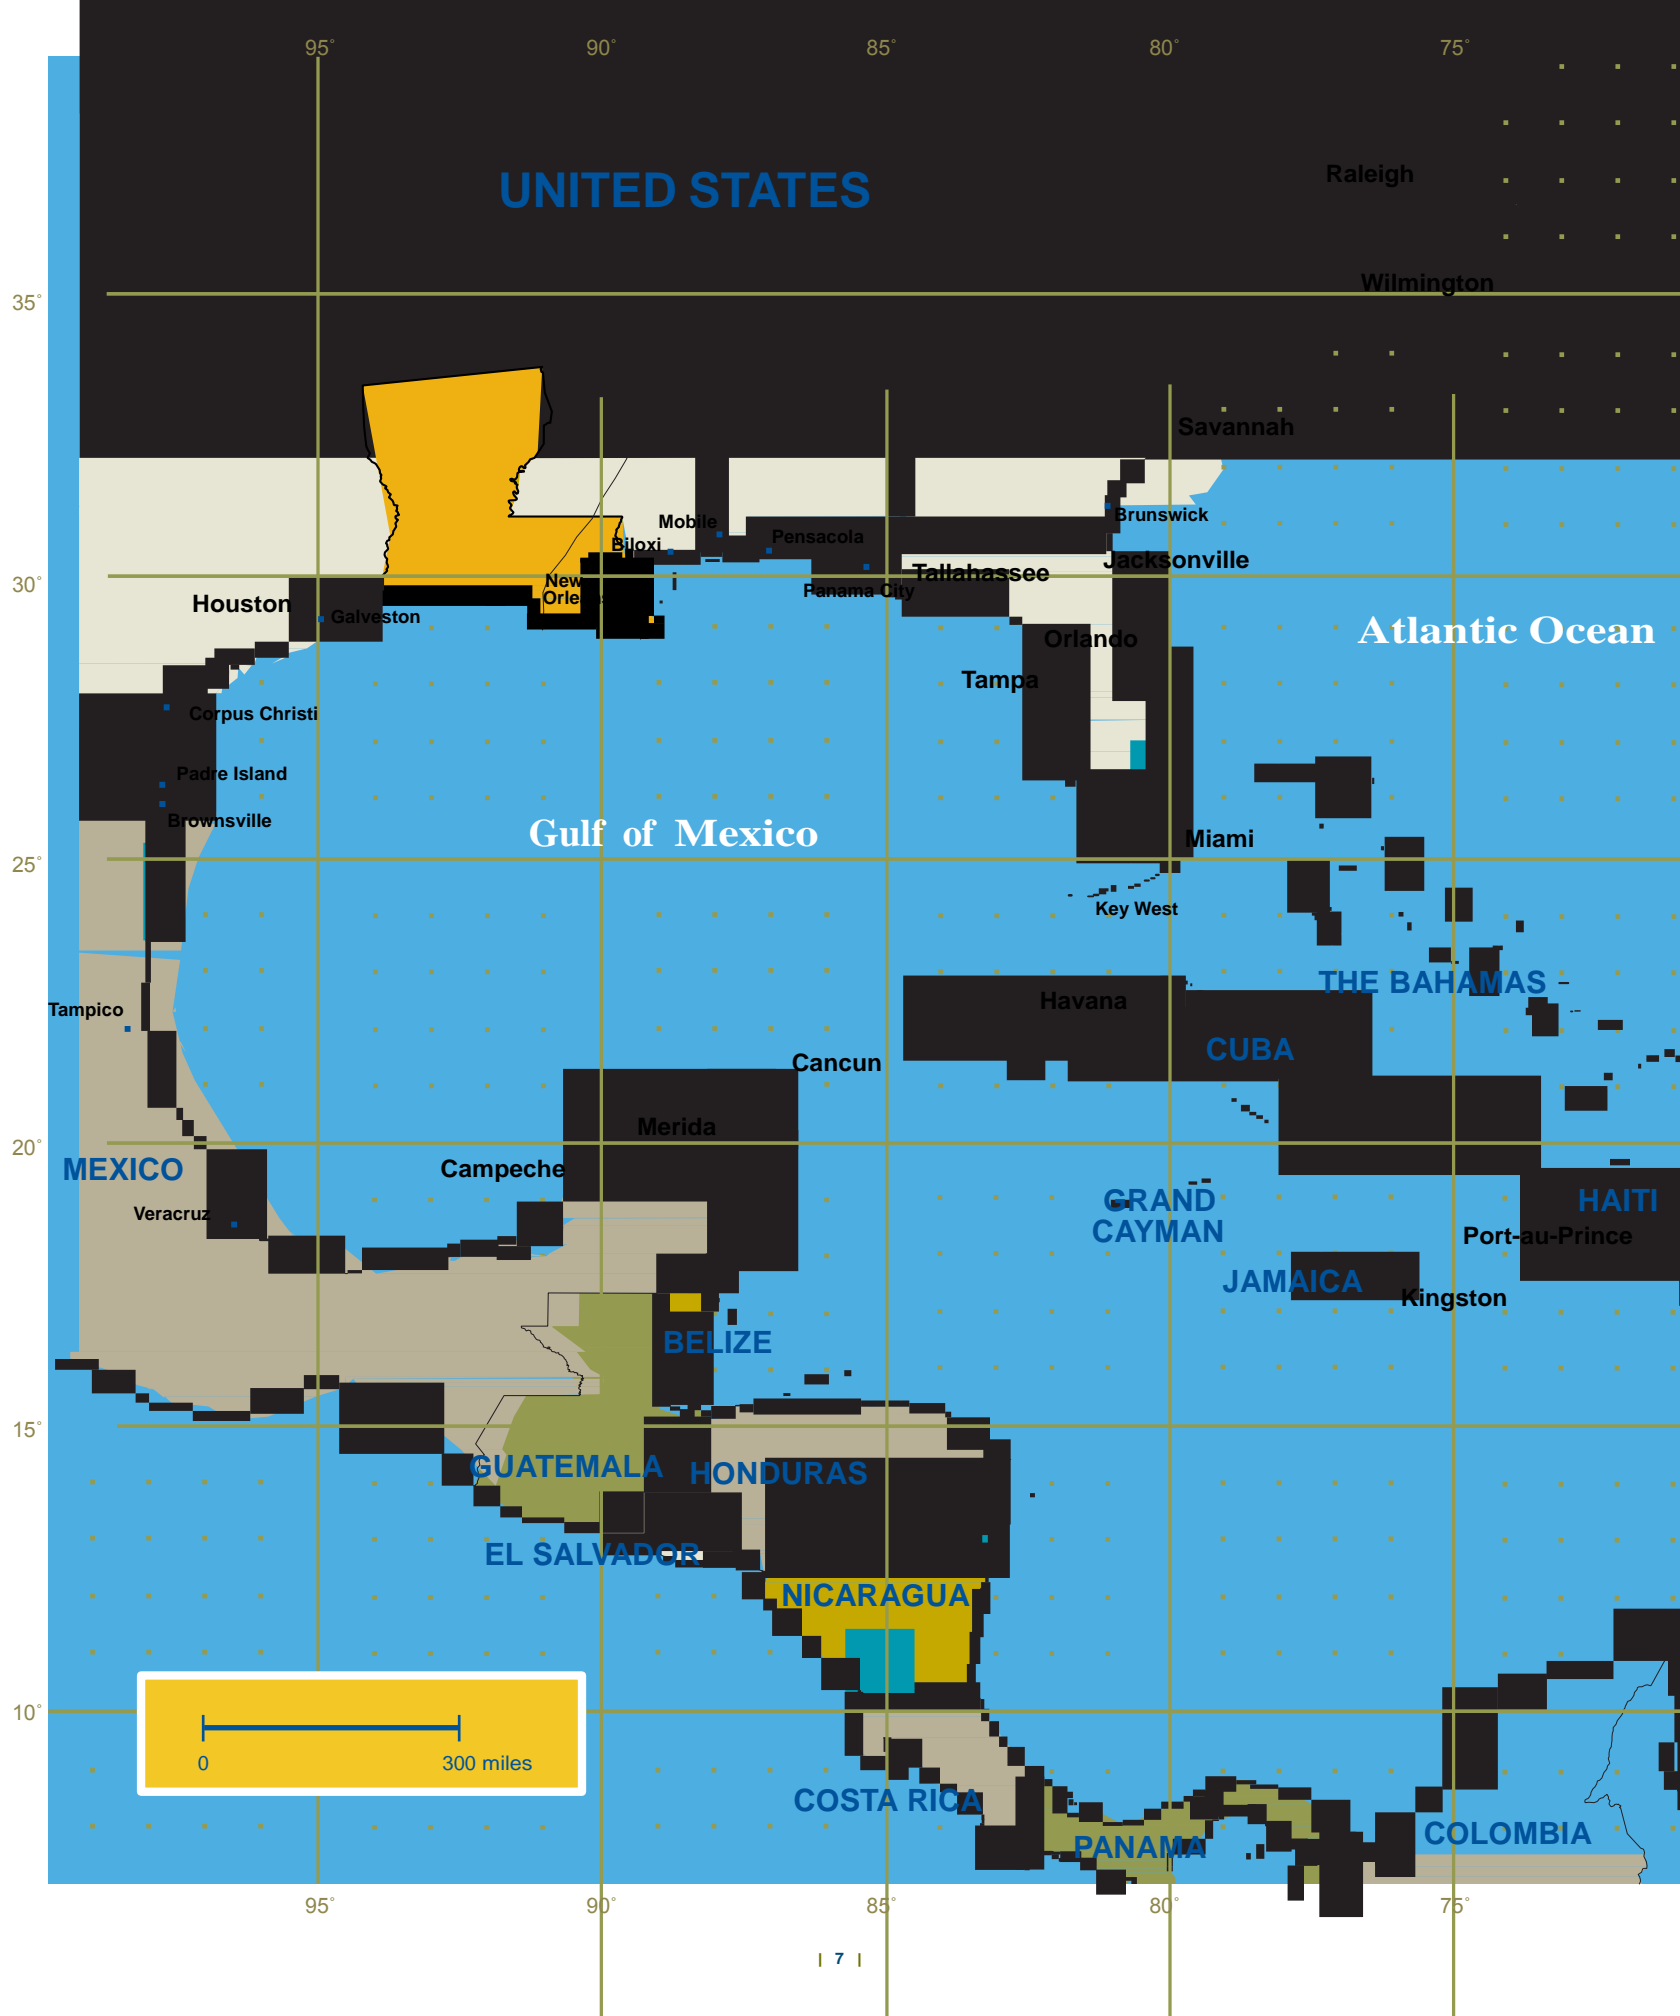 95° 90° 85° 80° 75°
Raleigh
UNITED STATES
Wilmington
35°
Savannah
Brunswick
Mobile
Pensacola
Biloxi
Jacksonville
Tallahassee
30°
New
Orleans
Panama City
Houston
Galveston
Atlantic Ocean
Orlando
Tampa
Corpus Christi
Padre Island
Brownsville
Gulf of Mexico
Miami
25°
Key West
THE BAHAMAS
Havana
Tampico
CUBA
Cancun
Merida
20°
MEXICO
Campeche
GRAND
CAYMAN
HAITI
Veracruz
Port-au-Prince
JAMAICA
Kingston
BELIZE
15°
GUATEMALA
HONDURAS
EL SALVADOR
NICARAGUA
10°
0 300 miles
COSTA RICA
COLOMBIA
PANAMA
95° 90° 85° 80° 75°
| 7 |